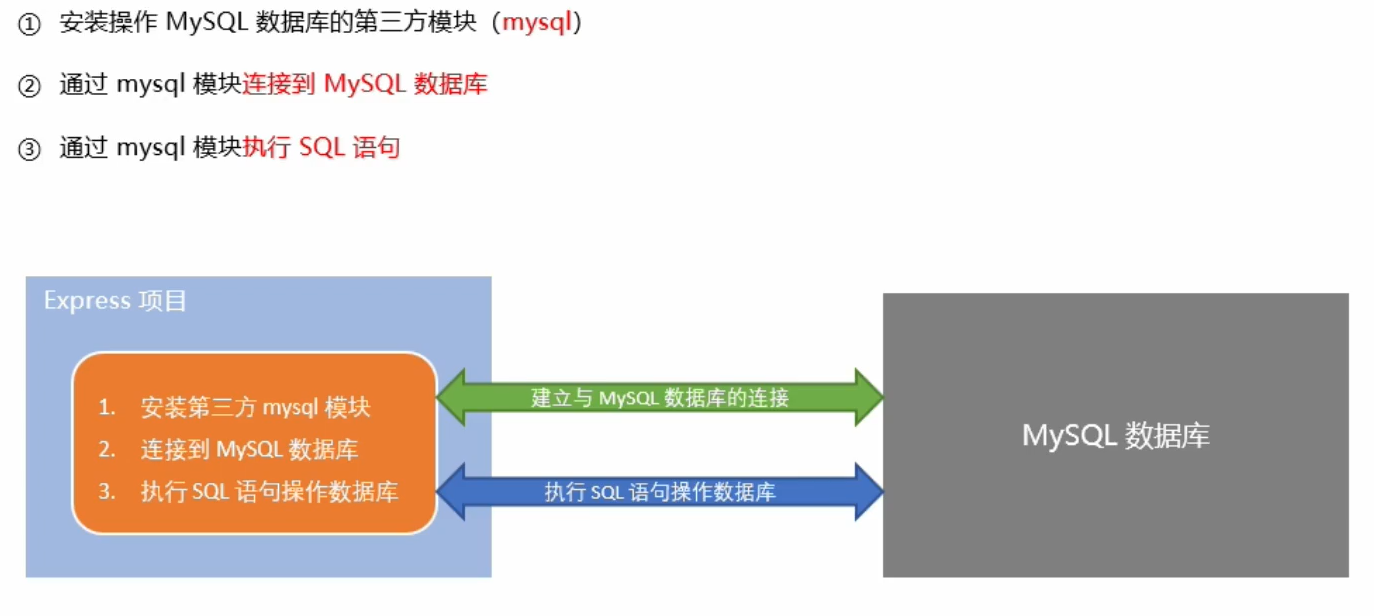 ① 安装操作 MySQL 数据库的第三方模块（mysql）
② 通过 mysql 模块连接到 MySQL 数据库
③ 通过 mysql 模块执行 SQL 语句
Express 项目
1. 安装第三方 mysql 模块
2. 连接到 MySQL 数据库
3. 执行 SQL 语句操作数据库
建立与 MySQL 数据库的连接
执行 SQL 语句操作数据库
MySQL 数据库